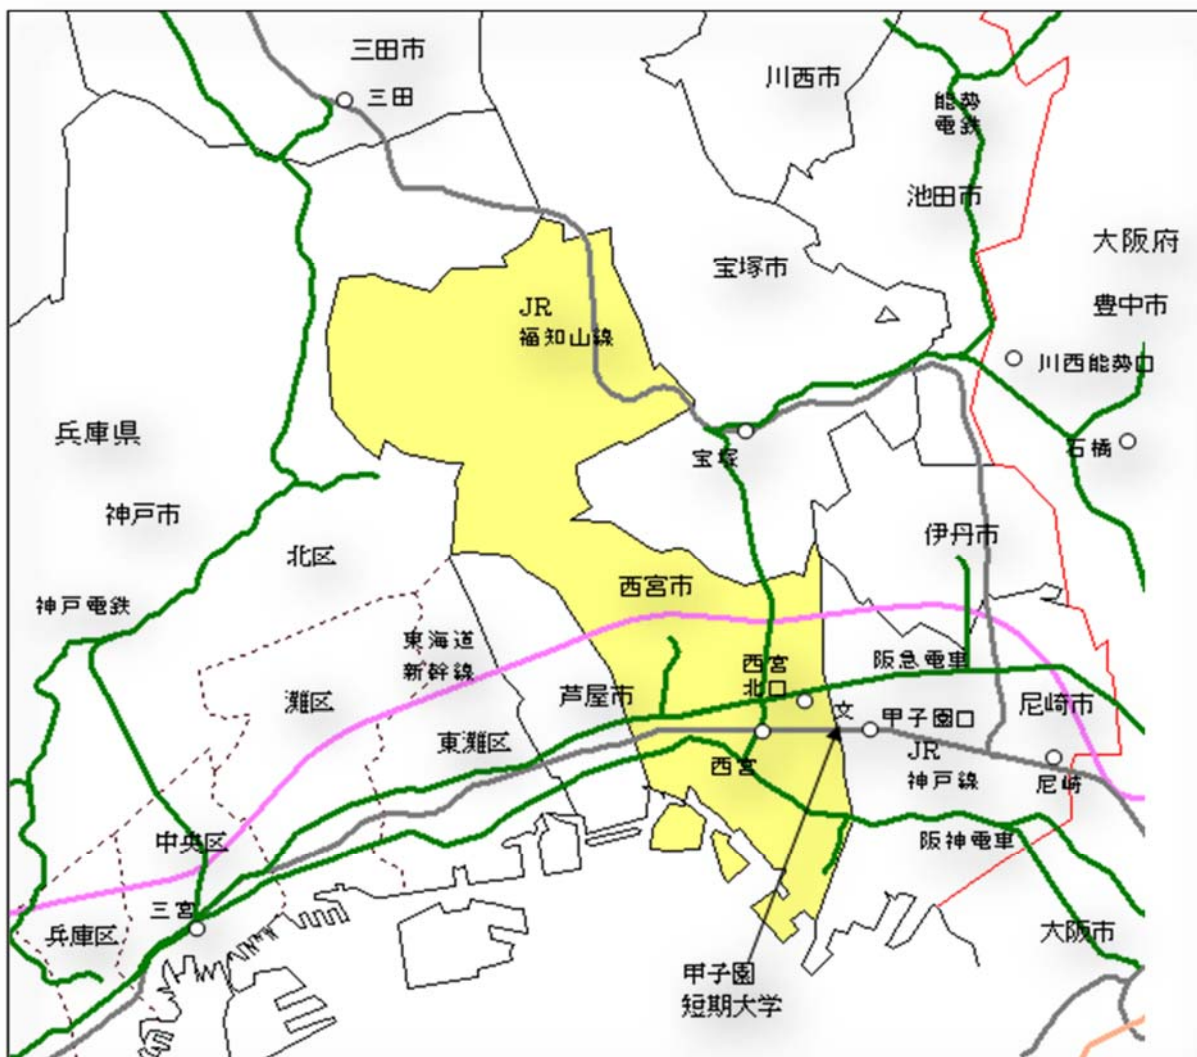 三田市
三田
川西市
能勢
電鉄
池田市
大阪府
宝塚市
豊中市
JR
福知山線
川西能勢口
兵庫県
石橋
宝塚
神戸市
伊丹市
北区
西宮市
神戸電鉄
東海道
新幹線
西宮
北口
阪急電車
灘区
芦屋市
文
甲子園口
尼崎市
東灘区
西宮
JR
神戸線
尼崎
中央区
阪神電車
三宮
兵庫区
大阪市
甲子園
短期大学